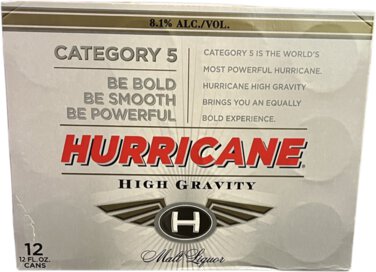 8.1% ALC./VOL.
CATEGORY 5
BE BOLD
BE SMOOTH
BE POWERFUL
CATEGORY 5 IS THE WORLD'S
MOST POWERFUL HURRICANE.
HURRICANE HIGH GRAVITY
BRINGS YOU AN EQUALLY
BOLD EXPERIENCE.
HURRICANE
HIGH GRAVITY
H
12
12 FL. OZ.
CANS
Malt Liquor